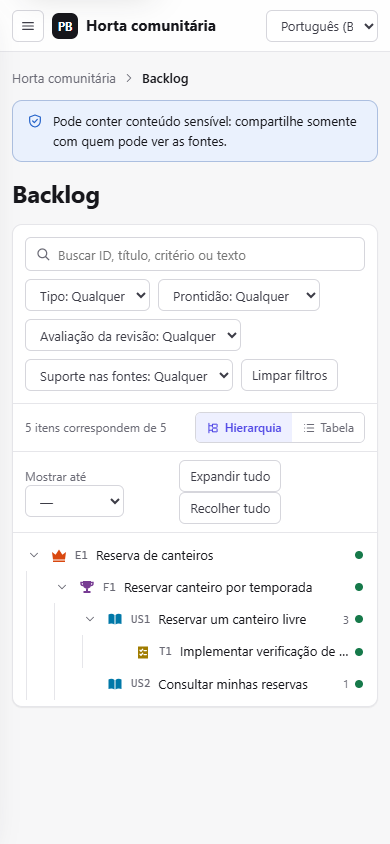 PB Horta comunitária Português (B
Horta comunitária > Backlog
Pode conter conteúdo sensível: compartilhe somente
com quem pode ver as fontes.
Backlog
Buscar ID, título, critério ou texto
Tipo: Qualquer Prontidão: Qualquer
Avaliação da revisão: Qualquer
Suporte nas fontes: Qualquer Limpar filtros
5 itens correspondem de 5 Hierarquia Tabela
Mostrar até
— Expandir tudo
Recolher tudo
E1 Reserva de canteiros
F1 Reservar canteiro por temporada
US1 Reservar um canteiro livre 3
T1 Implementar verificação de ...
US2 Consultar minhas reservas 1